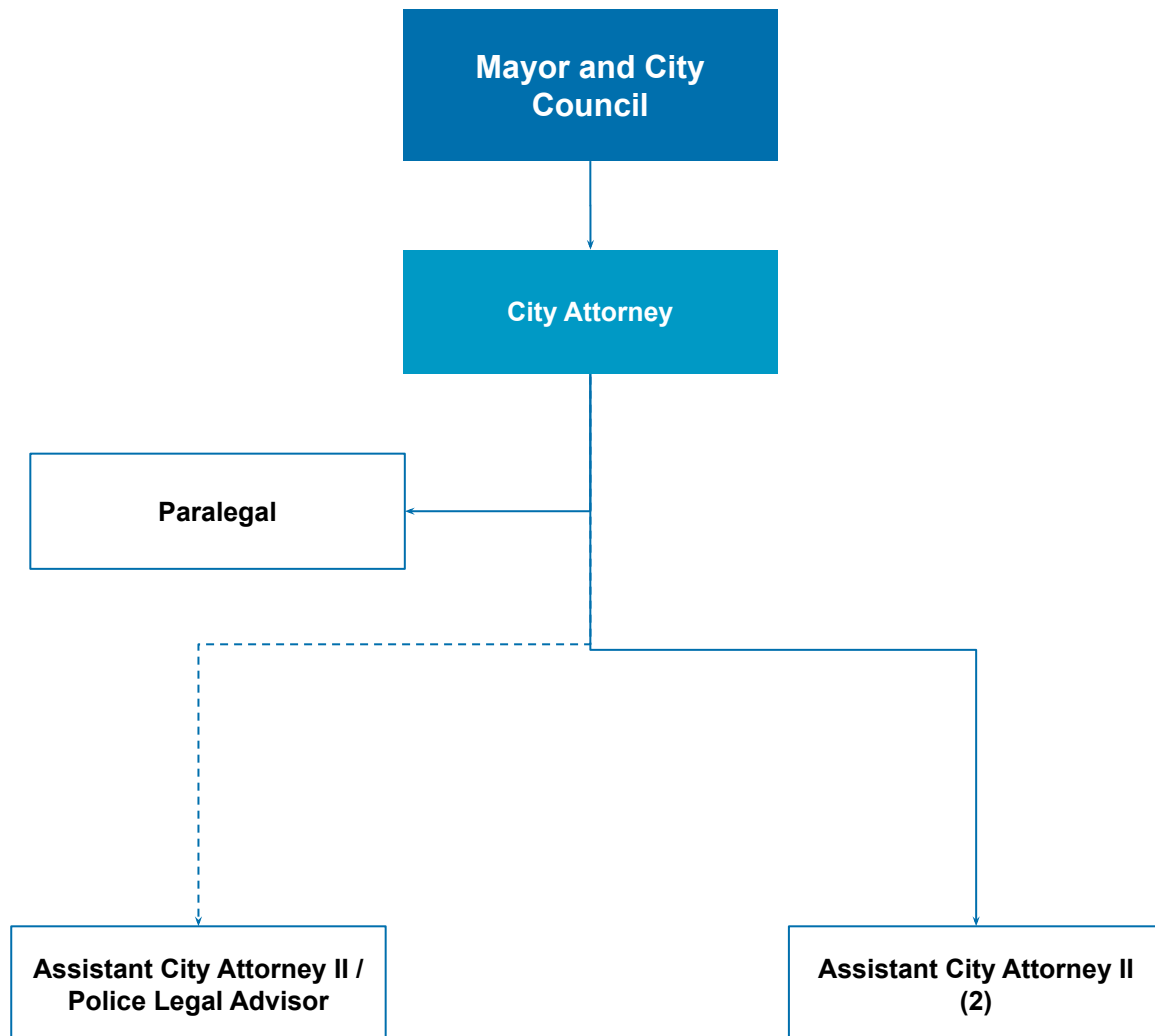 Mayor and City
Council
City Attorney
Paralegal
Assistant City Attorney II /
Police Legal Advisor
Assistant City Attorney II
(2)